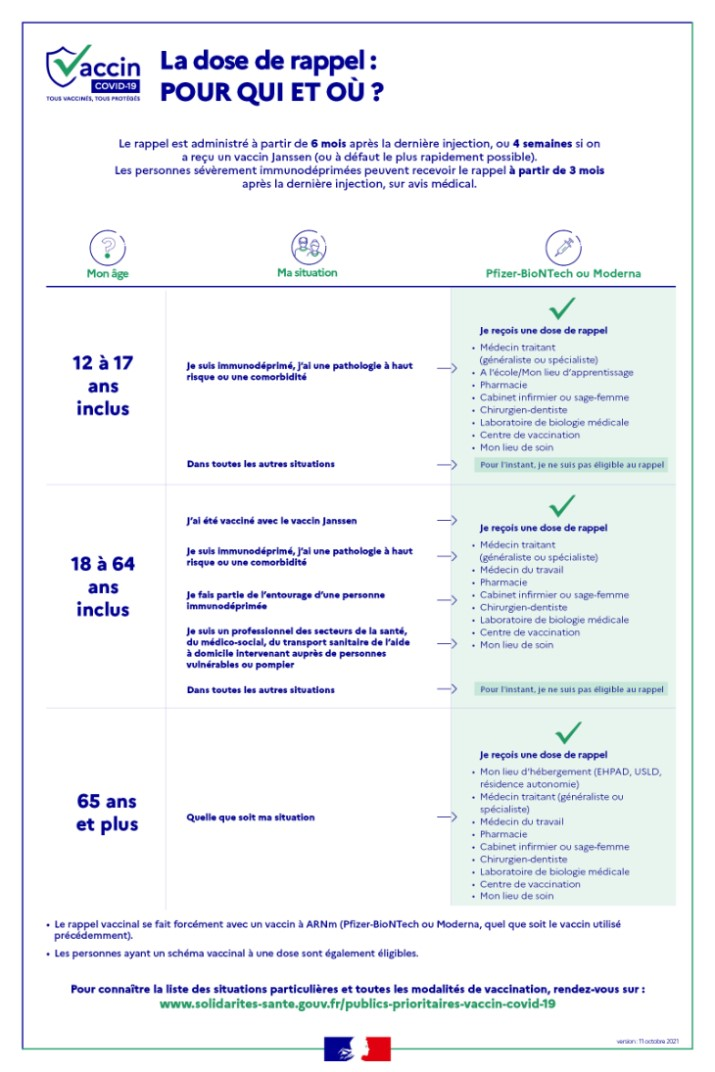 Vaccin
COVID-19
TOUS VACCINÉS, TOUS PROTÉGÉS
La dose de rappel :
POUR QUI ET OÙ ?
Le rappel est administré à partir de 6 mois après la dernière injection, ou 4 semaines si on
a reçu un vaccin Janssen (ou à défaut le plus rapidement possible).
Les personnes sévèrement immunodéprimées peuvent recevoir le rappel à partir de 3 mois
après la dernière injection, sur avis médical.
Mon âge
Ma situation
Pfizer-BioNTech ou Moderna
12 à 17
ans
inclus
Je suis immunodéprimé, j'ai une pathologie à haut
risque ou une comorbidité
Je reçois une dose de rappel
• Médecin traitant
(généraliste ou spécialiste)
• A l'école/Mon lieu d'apprentissage
• Pharmacie
• Cabinet infirmier ou sage-femme
• Chirurgien-dentiste
• Laboratoire de biologie médicale
• Centre de vaccination
• Mon lieu de soin
Dans toutes les autres situations
Pour l'instant, je ne suis pas éligible au rappel
18 à 64
ans
inclus
J'ai été vacciné avec le vaccin Janssen
Je suis immunodéprimé, j'ai une pathologie à haut
risque ou une comorbidité
Je fais partie de l'entourage d'une personne
immunodéprimée
Je suis un professionnel des secteurs de la santé,
du médico-social, du transport sanitaire de l'aide
à domicile intervenant auprès de personnes
vulnérables ou pompier
Je reçois une dose de rappel
• Médecin traitant
(généraliste ou spécialiste)
• Médecin du travail
• Pharmacie
• Cabinet infirmier ou sage-femme
• Chirurgien-dentiste
• Laboratoire de biologie médicale
• Centre de vaccination
• Mon lieu de soin
Dans toutes les autres situations
Pour l'instant, je ne suis pas éligible au rappel
65 ans
et plus
Quelle que soit ma situation
Je reçois une dose de rappel
• Mon lieu d'hébergement (EHPAD, USLD,
résidence autonomie)
• Médecin traitant (généraliste ou
spécialiste)
• Médecin du travail
• Pharmacie
• Cabinet infirmier ou sage-femme
• Chirurgien-dentiste
• Laboratoire de biologie médicale
• Centre de vaccination
• Mon lieu de soin
• Le rappel vaccinal se fait forcément avec un vaccin à ARNm (Pfizer-BioNTech ou Moderna, quel que soit le vaccin utilisé
précédemment).
• Les personnes ayant un schéma vaccinal à une dose sont également éligibles.
Pour connaître la liste des situations particulières et toutes les modalités de vaccination, rendez-vous sur :
www.solidarites-sante.gouv.fr/publics-prioritaires-vaccin-covid-19
version : 11 octobre 2021